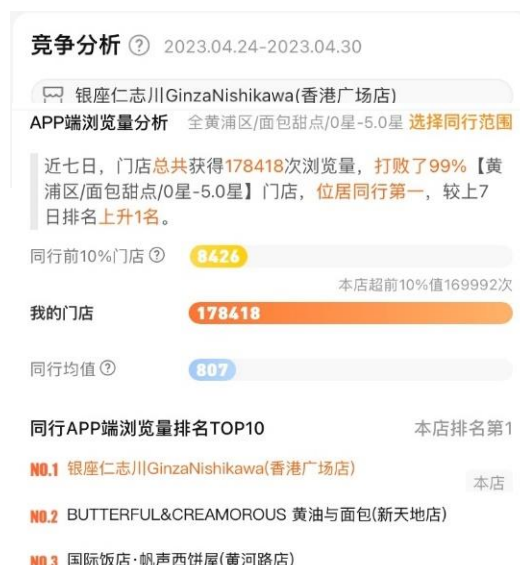 竞争分析 ? 2023.04.24-2023.04.30
银座仁志川GinzaNishikawa(香港广场店)
APP端浏览量分析 全黄浦区/面包甜点/0星-5.0星 选择同行范围
近七日，门店总共获得178418次浏览量，打败了99%【黄
浦区/面包甜点/0星-5.0星】门店，位居同行第一，较上7
日排名上升1名。
同行前10%门店 ? 8426
本店超前10%值169992次
我的门店 178418
同行均值 ? 807
同行APP端浏览量排名TOP10 本店排名第1
NO.1 银座仁志川GinzaNishikawa(香港广场店)
本店
NO.2 BUTTERFUL&CREAMOROUS 黄油与面包(新天地店)
NO.3 国际饭店·帆声西饼屋(黄河路店)